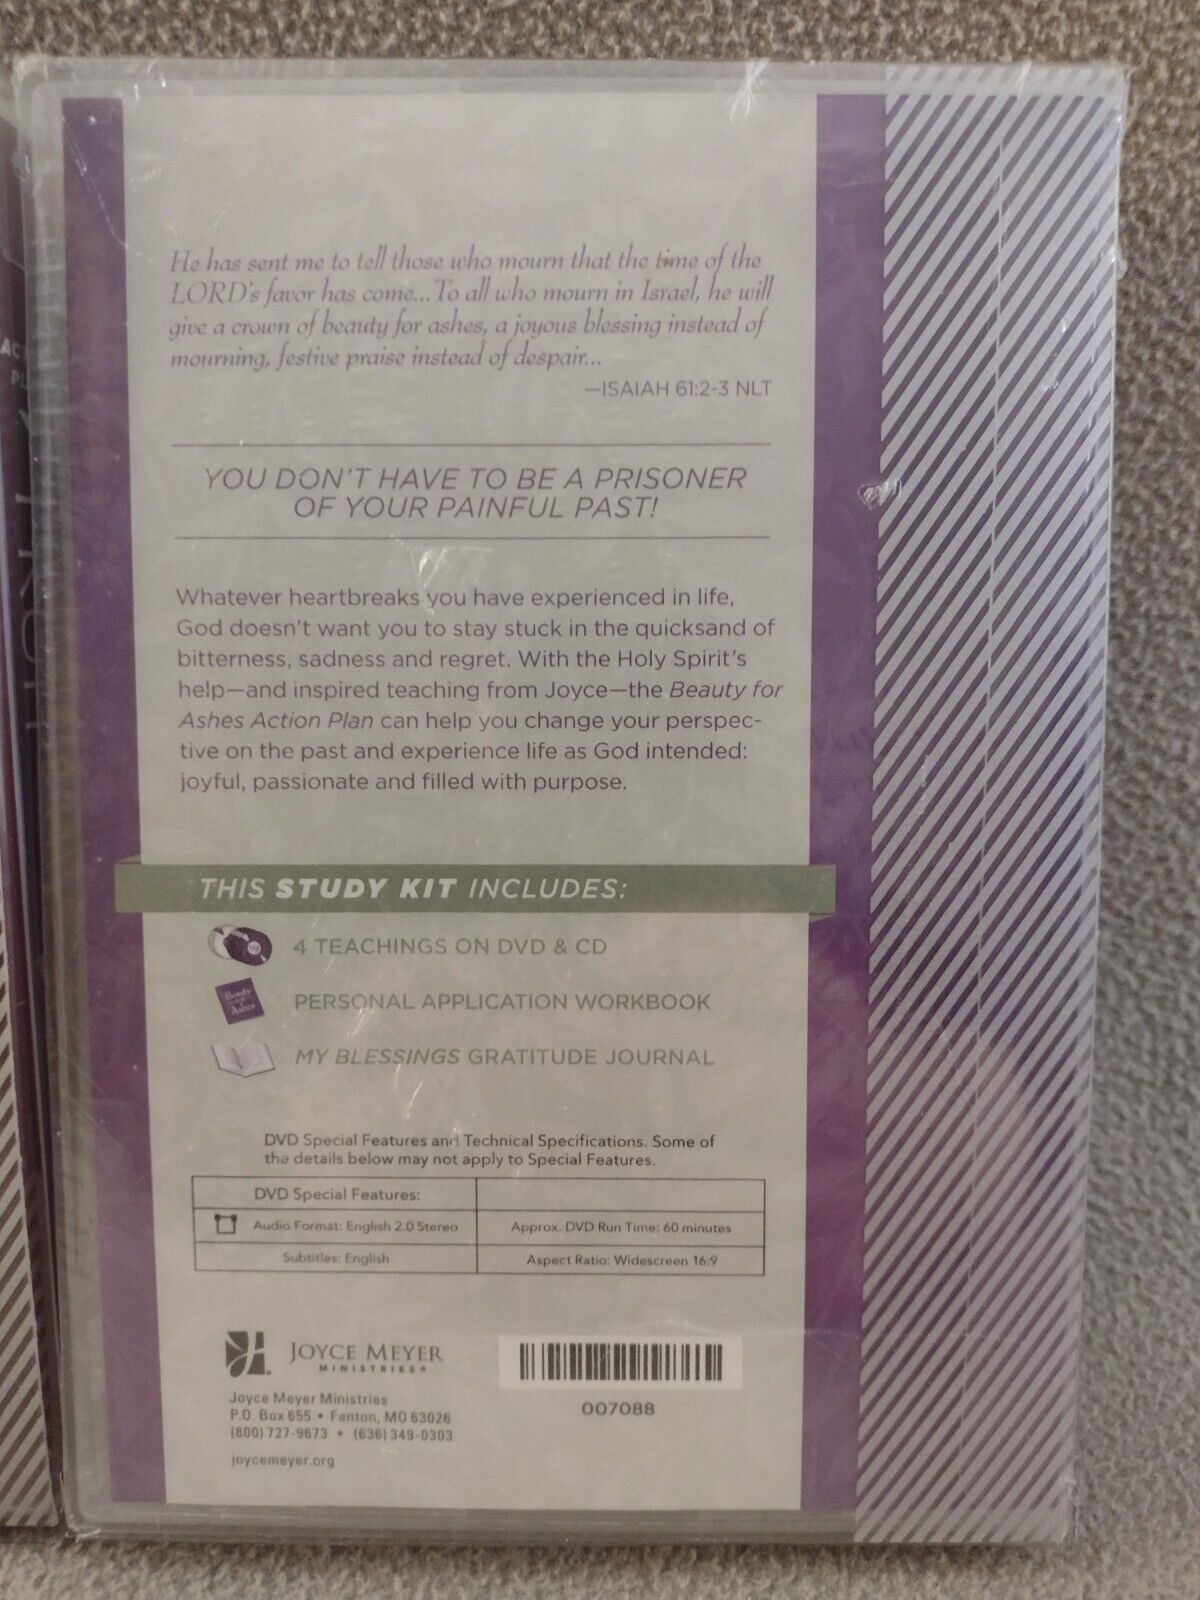 He has sent me to tell those who mourn that the time of the
LORD's favor has come...To all who mourn in Israel, he will
give a crown of beauty for ashes, a joyous blessing instead of
mourning, festive praise instead of despair...
—ISAIAH 61:2-3 NLT
YOU DON'T HAVE TO BE A PRISONER
OF YOUR PAINFUL PAST!
Whatever heartbreaks you have experienced in life,
God doesn't want you to stay stuck in the quicksand of
bitterness, sadness and regret. With the Holy Spirit's
help—and inspired teaching from Joyce—the Beauty for
Ashes Action Plan can help you change your perspec-
tive on the past and experience life as God intended:
joyful, passionate and filled with purpose.
THIS STUDY KIT INCLUDES:
4 TEACHINGS ON DVD & CD
Beauty
Ashes
PERSONAL APPLICATION WORKBOOK
MY BLESSINGS GRATITUDE JOURNAL
DVD Special Features and Technical Specifications. Some of
the details below may not apply to Special Features.
DVD Special Features:
Audio Format: English 2.0 Stereo
Approx. DVD Run Time: 60 minutes
Subtitles: English
Aspect Ratio: Widescreen 16:9
JOYCE MEYER
MINISTRIES®
Joyce Meyer Ministries
P.O. Box 655 • Fenton, MO 63026
(800) 727-9673 • (636) 349-0303
joycemeyer.org
007088